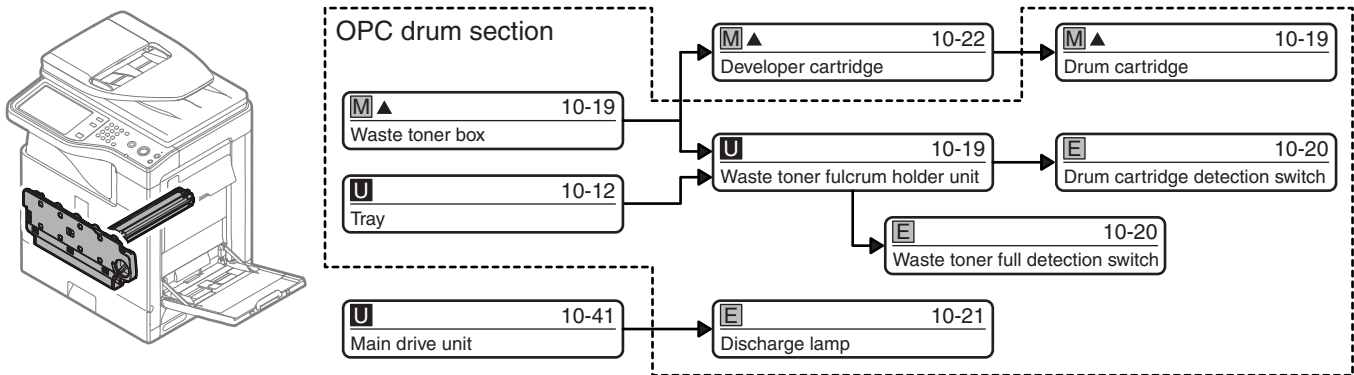 OPC drum section
M ▲ 10-22
Developer cartridge
M ▲ 10-19
Drum cartridge
M ▲ 10-19
Waste toner box
U 10-19
Waste toner fulcrum holder unit
E 10-20
Drum cartridge detection switch
U 10-12
Tray
E 10-20
Waste toner full detection switch
U 10-41
Main drive unit
E 10-21
Discharge lamp